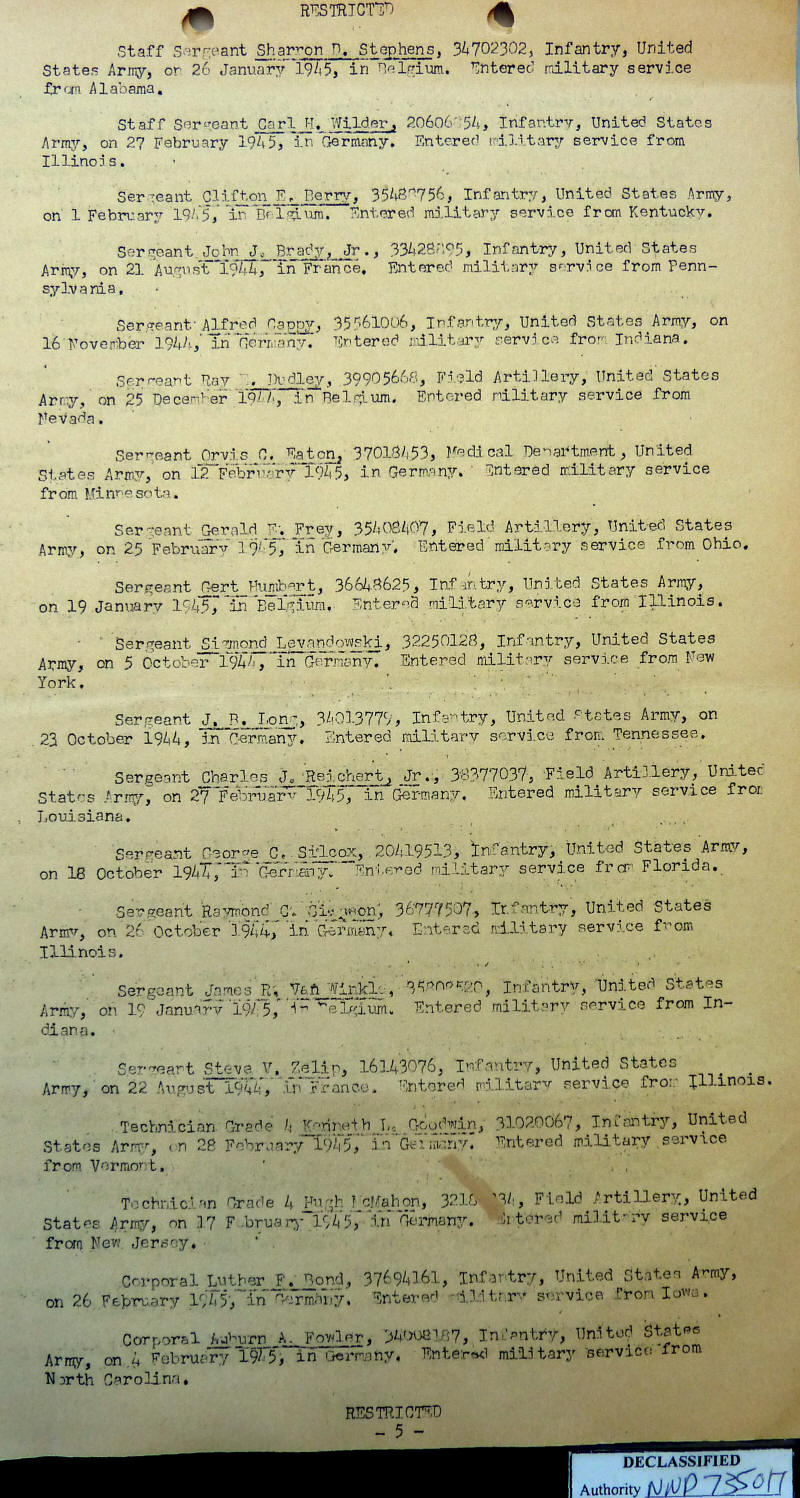 RESTRICTED
Staff Sergeant Sharron D. Stephens, 34702302, Infantry, United
States Army, on 26 January 1945, in Belgium. Entered military service
from Alabama.
Staff Sergeant Carl H. Wilder, Infantry, United States
Army, on 27 February 1945, in Germany. Entered military service from
Illinois.
Sergeant Clifton E. Berry, Infantry, United States Army,
on 1 February 1945, in Belgium. Entered military service from Kentucky.
Sergeant John J. Brady, Jr., Infantry, United States
Army, on 21 August 1944, in France. Entered military service from Penn-
sylvania.
Sergeant Alfred Cappy, 35561006, Infantry, United States Army, on
16 November 1944, in Germany. Entered military service from Indiana.
Sergeant Ray Dudley, 39905668, Field Artillery, United States
Army, on 25 December 1944, in Belgium. Entered military service from
Nevada.
Sergeant Orvis C. Eaton, 37018453, Medical Department, United
States Army, on 12 February 1945, in Germany. Entered military service
from Minnesota.
Sergeant Gerald E. Frey, 35408407, Field Artillery, United States
Army, on 25 February 1945, in Germany. Entered military service from Ohio.
Sergeant Gert Humbert, 36648625, Infantry, United States Army,
on 19 January 1945, in Belgium. Entered military service from Illinois.
Sergeant Sigmond Levandowski, 32250128, Infantry, United States
Army, on 5 October 1944, in Germany. Entered military service from New
York.
Sergeant J. B. Long, 34013779, Infantry, United States Army, on
23 October 1944, in Germany. Entered military service from Tennessee.
Sergeant Charles J. Reichert, Jr., 38377037, Field Artillery, United
States Army, on 27 February 1945, in Germany. Entered military service from
Louisiana.
Sergeant George C. Silcox, 20419513, Infantry, United States Army,
on 18 October 1944, in Germany. Entered military service from Florida.
Sergeant Raymond C. 36777507, Infantry, United States
Army, on 26 October 1944, in Germany. Entered military service from
Illinois.
Sergeant James R. Van Winkle, Infantry, United States
Army, on 19 January 1945, in Belgium. Entered military service from In-
diana.
Sergeant Steve V. Zelip, 16143076, Infantry, United States
Army, on 22 August 1944, in France. Entered military service from Illinois.
Technician Grade 4 Kenneth L. Goodwin, 31020067, Infantry, United
States Army, on 28 February 1945, in Germany. Entered military service
from Vermont.
Technician Grade 4 Hugh McMahon, Field Artillery, United
States Army, on 17 February 1945, in Germany. Entered military service
from New Jersey.
Corporal Luther F. Bond, 37694161, Infantry, United States Army,
on 26 February 1945, in Germany. Entered military service from Iowa.
Corporal Auburn A. Fowler, Infantry, United States
Army, on 4 February 1945, in Germany. Entered military service from
North Carolina.
RESTRICTED
- 5 -
DECLASSIFIED
Authority NND 735017